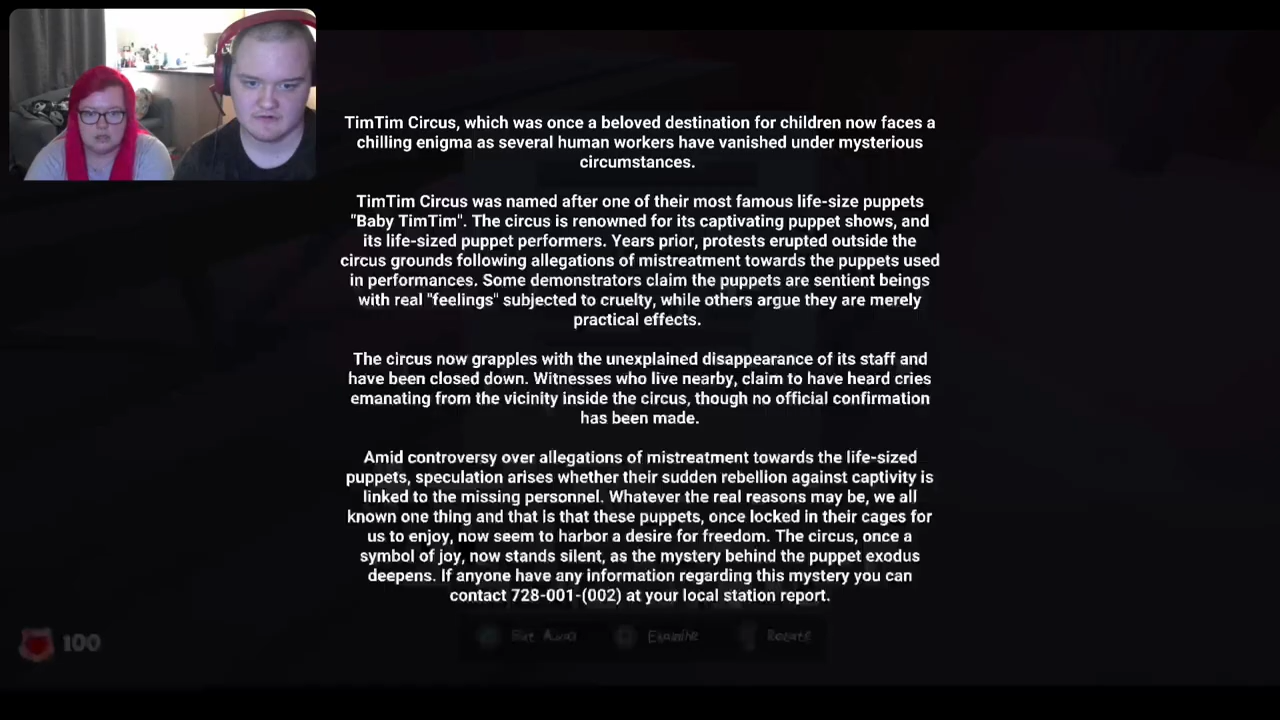 TimTim Circus, which was once a beloved destination for children now faces a
chilling enigma as several human workers have vanished under mysterious
circumstances.
TimTim Circus was named after one of their most famous life-size puppets
"Baby TimTim". The circus is renowned for its captivating puppet shows, and
its life-sized puppet performers. Years prior, protests erupted outside the
circus grounds following allegations of mistreatment towards the puppets used
in performances. Some demonstrators claim the puppets are sentient beings
with real "feelings" subjected to cruelty, while others argue they are merely
practical effects.
The circus now grapples with the unexplained disappearance of its staff and
have been closed down. Witnesses who live nearby, claim to have heard cries
emanating from the vicinity inside the circus, though no official confirmation
has been made.
Amid controversy over allegations of mistreatment towards the life-sized
puppets, speculation arises whether their sudden rebellion against captivity is
linked to the missing personnel. Whatever the real reasons may be, we all
known one thing and that is that these puppets, once locked in their cages for
us to enjoy, now seem to harbor a desire for freedom. The circus, once a
symbol of joy, now stands silent, as the mystery behind the puppet exodus
deepens. If anyone have any information regarding this mystery you can
contact 728-001-(002) at your local station report.
100
Put Away Examine Rotate